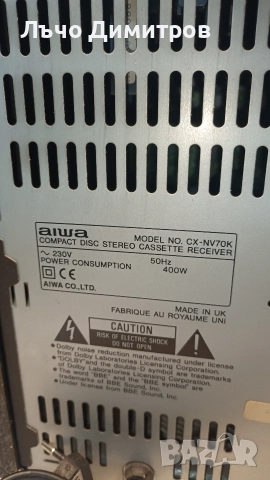 Лъчо Димитров
aiwa MODEL NO. CX-NV70K
COMPACT DISC STEREO CASSETTE RECEIVER
~ 230V 50Hz
POWER CONSUMPTION 400W
CE
AIWA CO.,LTD.
MADE IN UK
FABRIQUE AU ROYAUME UNI
CAUTION
RISK OF ELECTRIC SHOCK
DO NOT OPEN
• Dolby noise reduction manufactured under license
from Dolby Laboratories Licensing Corporation.
• "DOLBY" and the double-D symbol are trademarks
of Dolby Laboratories Licensing Corporation.
• The word "BBE" and the "BBE symbol" are
trademarks of BBE Sound, Inc.
• Under license from BBE Sound, Inc.
BAZAR